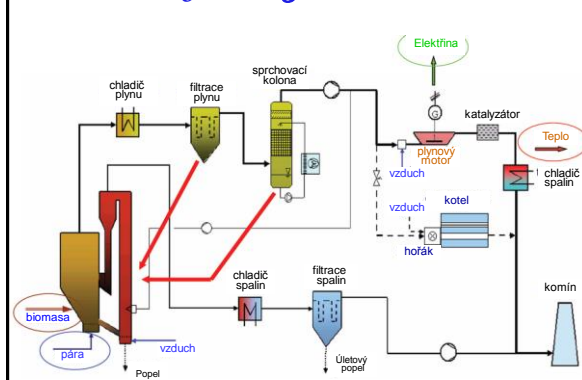 Elektřina
sprchovací
kolona
filtrace
plynu
chladič
plynu
G
katalyzátor
plynový
motor
Teplo
vzduch
chladič
spalin
vzduch
kotel
hořák
chladič
spalin
filtrace
spalin
komín
biomasa
pára
vzduch
Popel
Úletový
popel